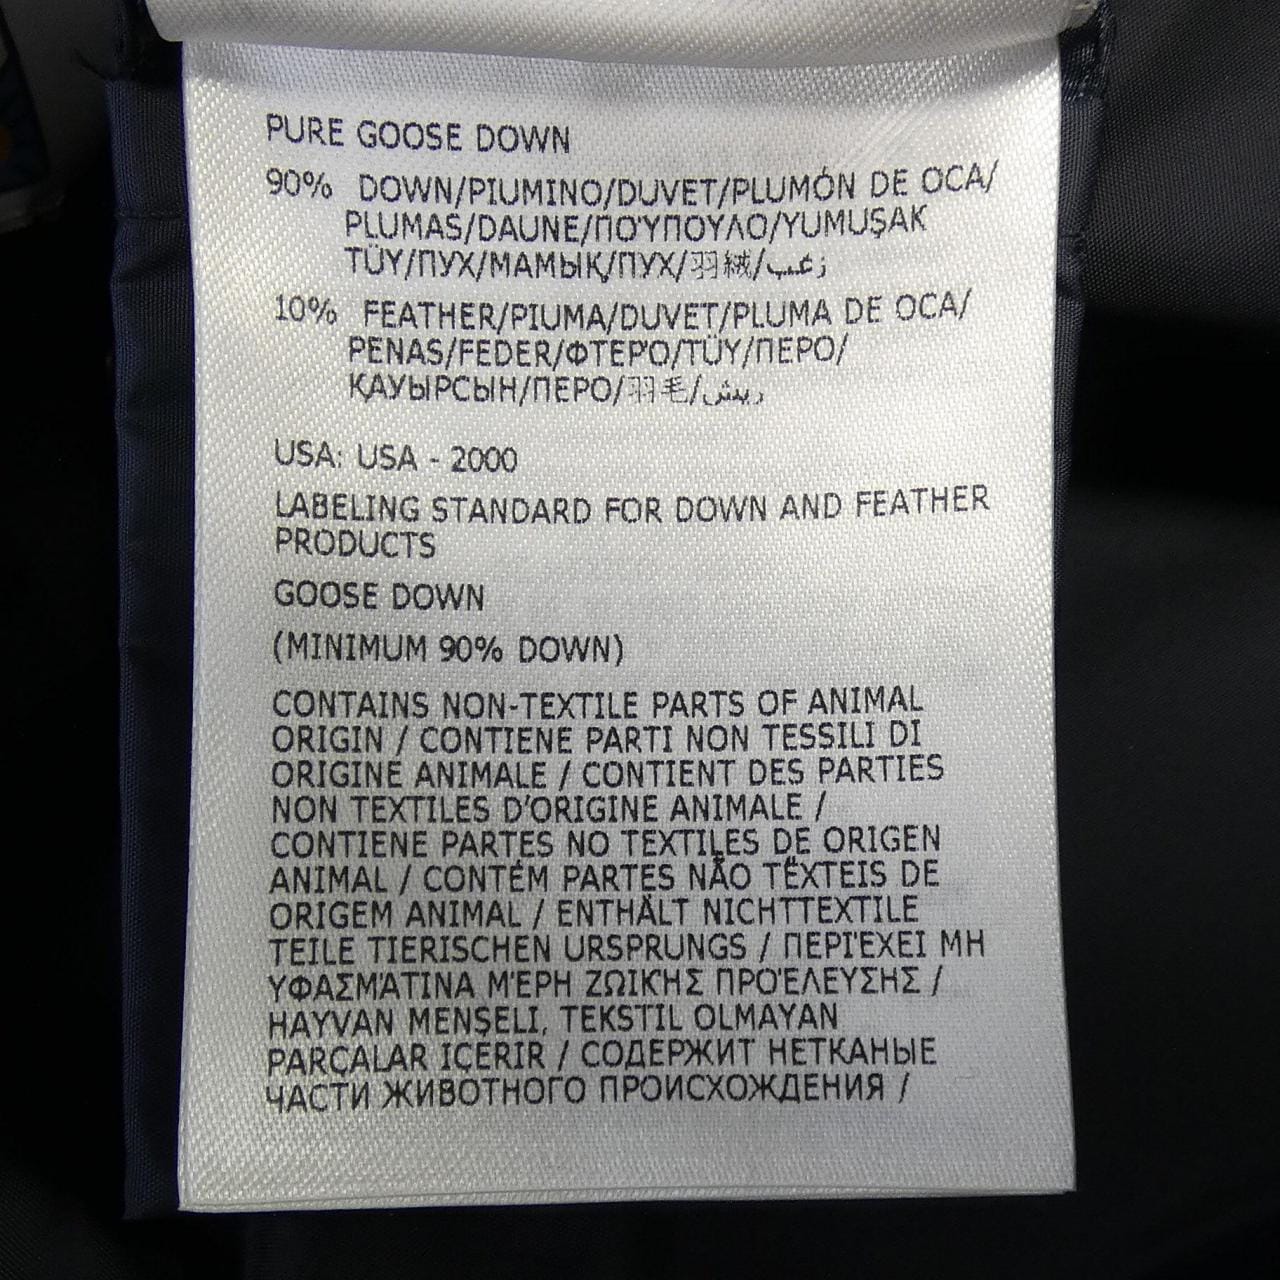 PURE GOOSE DOWN
90% DOWN/PIUMINO/DUVET/PLUMÓN DE OCA/
PLUMAS/DAUNE/ΠΟΎΠΟΥΛΟ/YUMUŞAK
TÜY/ПУХ/МАМЫҚ/ПУХ/羽絨/زغب
10% FEATHER/PIUMA/DUVET/PLUMA DE OCA/
PENAS/FEDER/ΦΤΕΡΌ/TÜY/ПЕРО/
ҚАУЫРСЫН/ПЕРО/羽毛/ريش
USA: USA - 2000
LABELING STANDARD FOR DOWN AND FEATHER
PRODUCTS
GOOSE DOWN
(MINIMUM 90% DOWN)
CONTAINS NON-TEXTILE PARTS OF ANIMAL
ORIGIN / CONTIENE PARTI NON TESSILI DI
ORIGINE ANIMALE / CONTIENT DES PARTIES
NON TEXTILES D'ORIGINE ANIMALE /
CONTIENE PARTES NO TEXTILES DE ORIGEN
ANIMAL / CONTÉM PARTES NÃO TÊXTEIS DE
ORIGEM ANIMAL / ENTHÄLT NICHTTEXTILE
TEILE TIERISCHEN URSPRUNGS / ΠΕΡΙΈΧΕΙ ΜΗ
ΥΦΑΣΜΆΤΙΝΑ ΜΈΡΗ ΖΩΙΚΉΣ ΠΡΟΈΛΕΥΣΗΣ /
HAYVAN MENŞELI, TEKSTIL OLMAYAN
PARÇALAR IÇERIR / СОДЕРЖИТ НЕТКАНЫЕ
ЧАСТИ ЖИВОТНОГО ПРОИСХОЖДЕНИЯ /